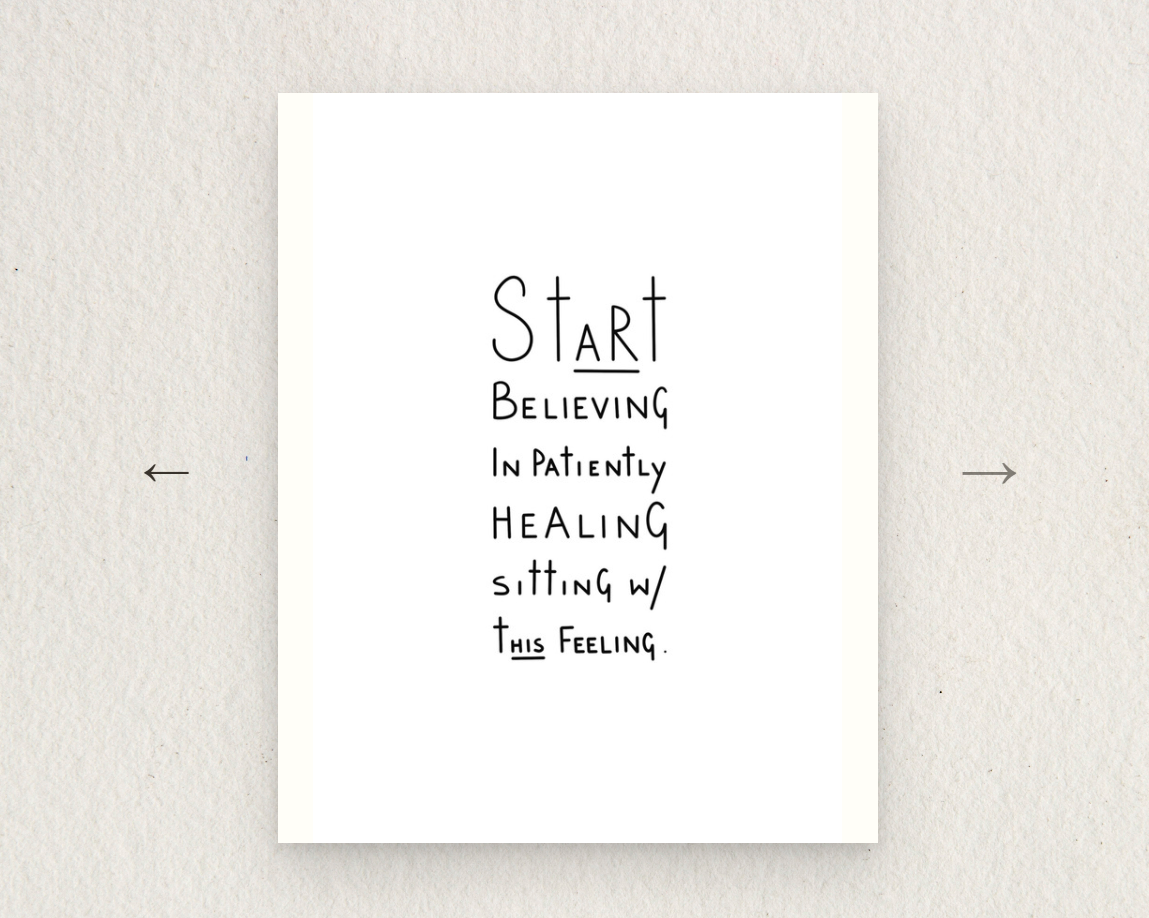 StARt
BELIEVING
IN PAtIENtLy
HEALING
sittING w/
tHIS FEELING.